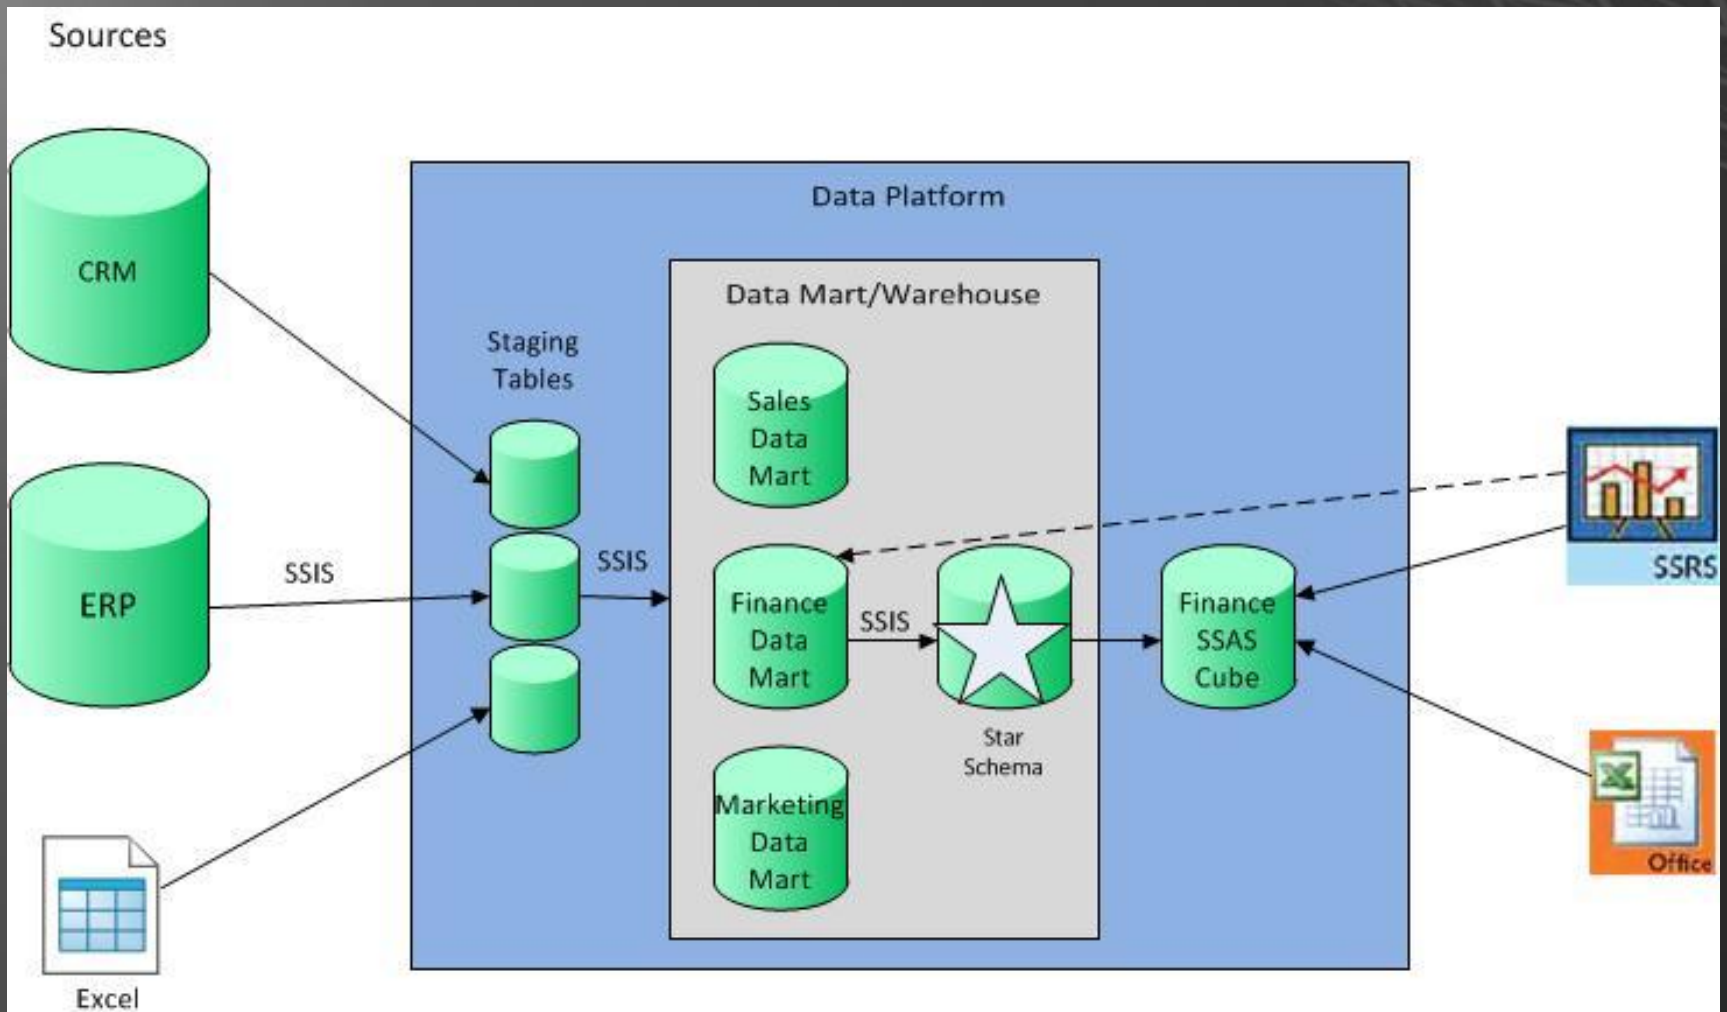 Sources
CRM
ERP
Excel
SSIS
Data Platform
Staging
Tables
SSIS
Data Mart/Warehouse
Sales
Data
Mart
Finance
Data
Mart
SSIS
Marketing
Data
Mart
Star
Schema
Finance
SSAS
Cube
SSRS
Office